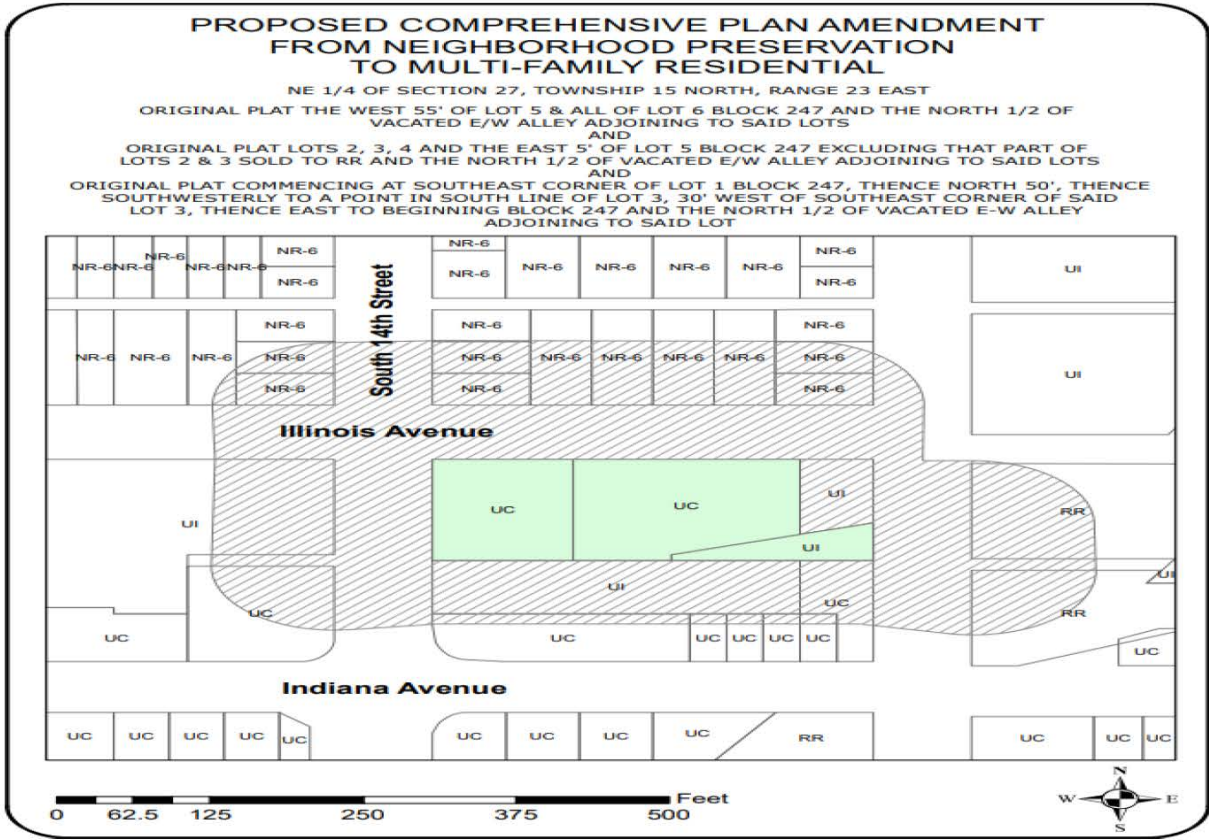 PROPOSED COMPREHENSIVE PLAN AMENDMENT
FROM NEIGHBORHOOD PRESERVATION
TO MULTI-FAMILY RESIDENTIAL
NE 1/4 OF SECTION 27, TOWNSHIP 15 NORTH, RANGE 23 EAST
ORIGINAL PLAT THE WEST 55' OF LOT 5 & ALL OF LOT 6 BLOCK 247 AND THE NORTH 1/2 OF
VACATED E/W ALLEY ADJOINING TO SAID LOTS
AND
ORIGINAL PLAT LOTS 2, 3, 4 AND THE EAST 5' OF LOT 5 BLOCK 247 EXCLUDING THAT PART OF
LOTS 2 & 3 SOLD TO RR AND THE NORTH 1/2 OF VACATED E/W ALLEY ADJOINING TO SAID LOTS
AND
ORIGINAL PLAT COMMENCING AT SOUTHEAST CORNER OF LOT 1 BLOCK 247, THENCE NORTH 50', THENCE
SOUTHWESTERLY TO A POINT IN SOUTH LINE OF LOT 3, 30' WEST OF SOUTHEAST CORNER OF SAID
LOT 3, THENCE EAST TO BEGINNING BLOCK 247 AND THE NORTH 1/2 OF VACATED E-W ALLEY
ADJOINING TO SAID LOT
NR-6 NR-6
NR-6 NR-6 NR-6 NR-6 NR-6 NR-6 NR-6 NR-6 NR-6 NR-6 UI
NR-6 NR-6 NR-6
South 14th Street
NR-6 NR-6 NR-6
NR-6 NR-6 NR-6 NR-6 NR-6 NR-6 NR-6 NR-6 NR-6 NR-6 UI
NR-6 NR-6 NR-6
Illinois Avenue
UI UC UC UI RR
UI
UI UI
UC UC RR
UC UC UC UC UC UC UC
Indiana Avenue
UC UC UC UC UC UC UC UC UC RR UC UC UC
Feet
0 62.5 125 250 375 500
N
W E
S